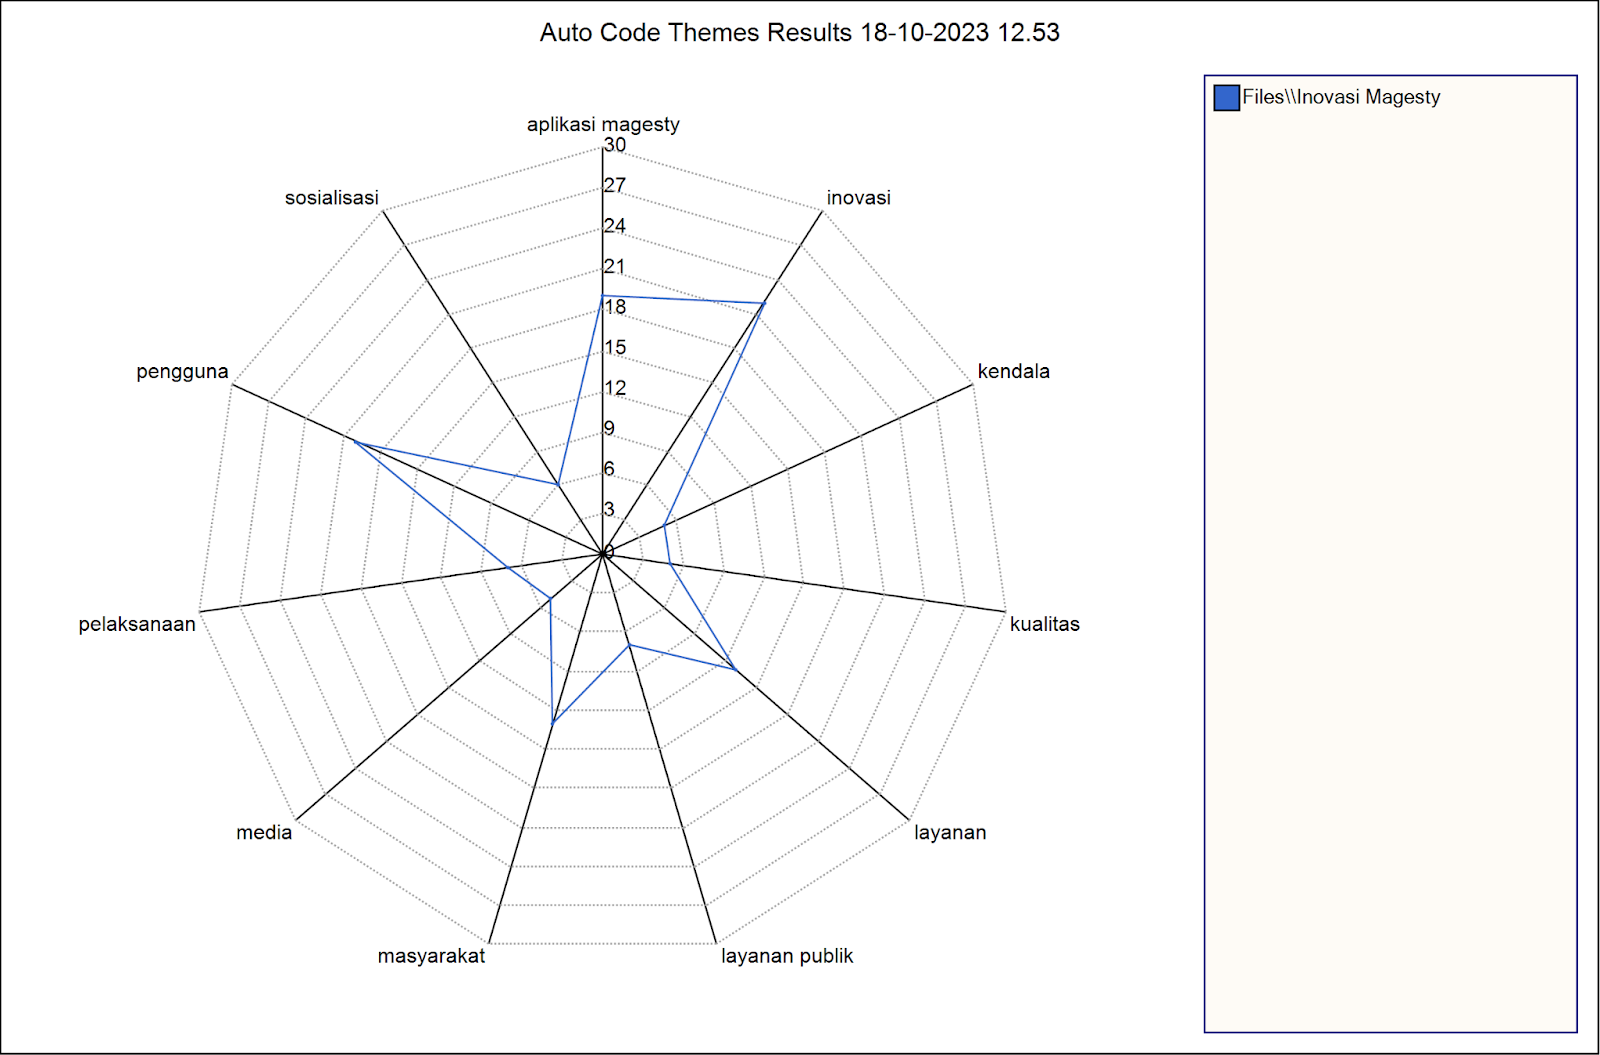 Auto Code Themes Results 18-10-2023 12.53
Files\\Inovasi Magesty
aplikasi magesty
30
27
24
21
18
15
12
9
6
3
0
inovasi
kendala
kualitas
layanan
layanan publik
masyarakat
media
pelaksanaan
pengguna
sosialisasi